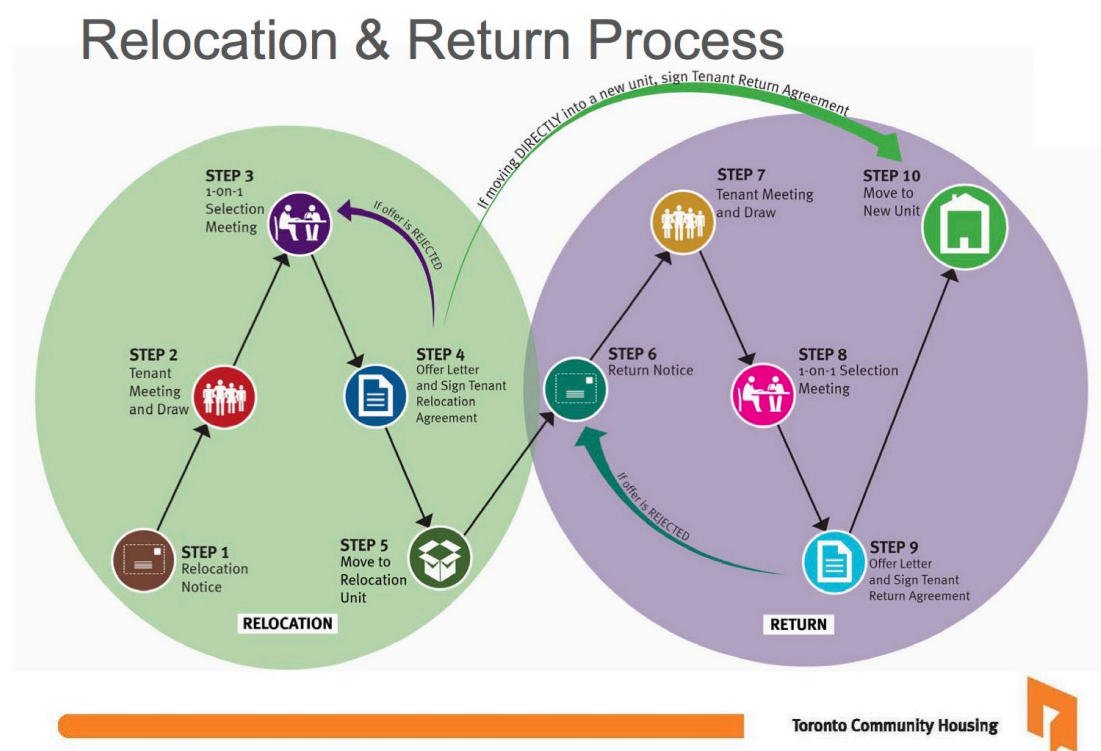 Relocation & Return Process
If moving DIRECTLY into a new unit, sign Tenant Return Agreement
STEP 3
1-on-1
Selection
Meeting
If offer is REJECTED
STEP 7
Tenant Meeting
and Draw
STEP 10
Move to
New Unit
STEP 2
Tenant
Meeting
and Draw
STEP 4
Offer Letter
and Sign Tenant
Relocation
Agreement
STEP 6
Return Notice
STEP 8
1-on-1 Selection
Meeting
If offer is REJECTED
STEP 1
Relocation
Notice
STEP 5
Move to
Relocation
Unit
STEP 9
Offer Letter
and Sign Tenant
Return Agreement
RELOCATION
RETURN
Toronto Community Housing